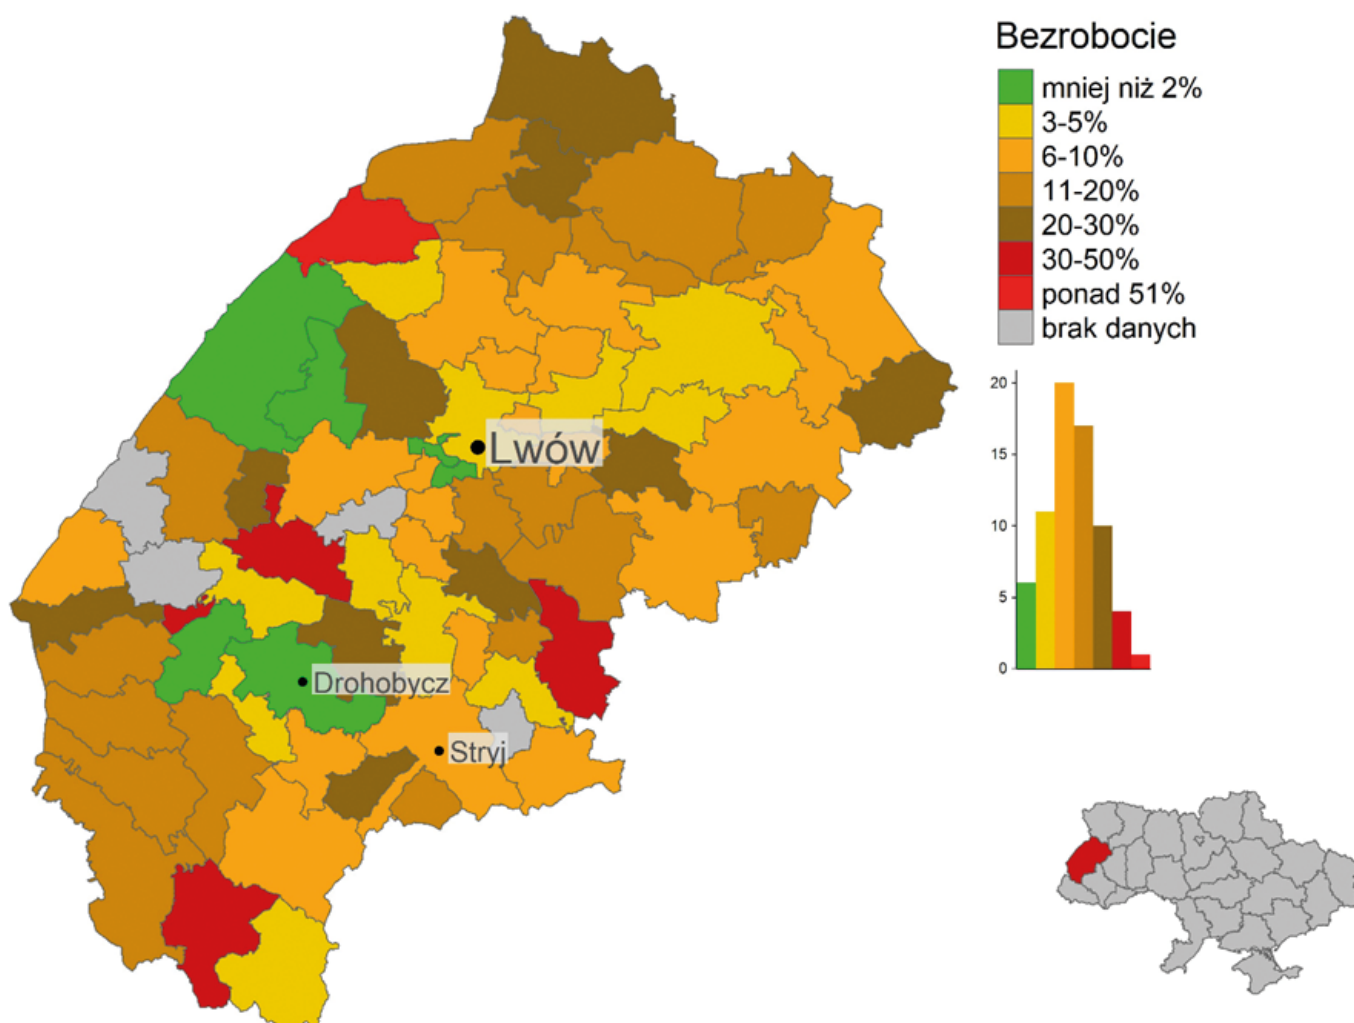 Bezrobocie
mniej niż 2%
3-5%
6-10%
11-20%
20-30%
30-50%
ponad 51%
brak danych
20
15
10
5
0
Lwów
Drohobycz
Stryj